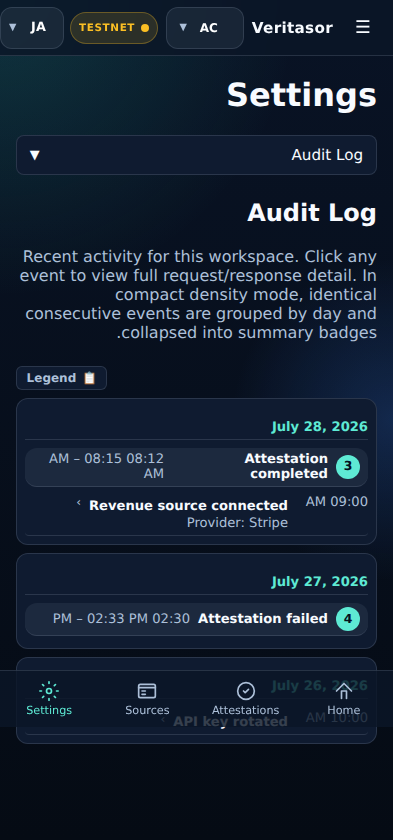 Veritasor
AC
TESTNET
JA
Settings
Audit Log
Audit Log
Recent activity for this workspace. Click any
event to view full request/response detail. In
compact density mode, identical
consecutive events are grouped by day and
.collapsed into summary badges
Legend 📋
July 28, 2026
3 Attestation completed AM – 08:15 08:12 AM
AM 09:00 Revenue source connected ‹
Provider: Stripe
July 27, 2026
4 Attestation failed PM – 02:33 PM 02:30
July 26, 2026
AM 10:00 API key rotated ‹
Home
Attestations
Sources
Settings